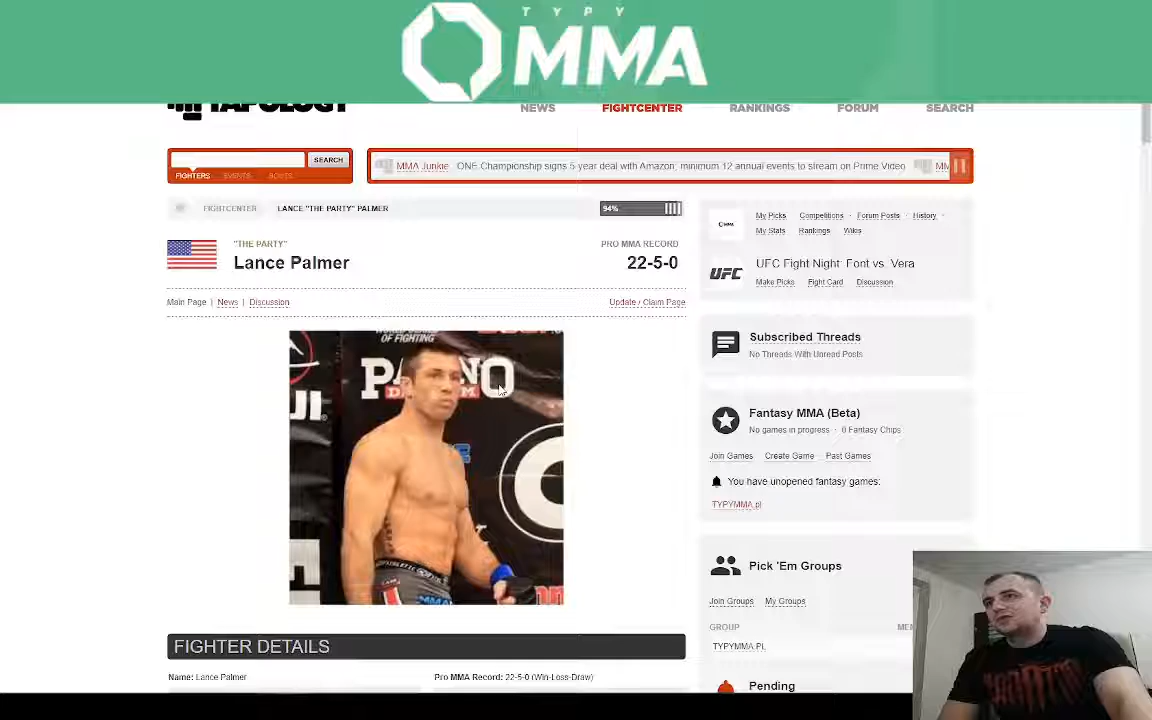 TYPY
MMA
TAPOLOGY
NEWS
FIGHTCENTER
RANKINGS
FORUM
SEARCH
SEARCH
FIGHTERS EVENTS BOUTS
MMA Junkie ONE Championship signs 5 year deal with Amazon; minimum 12 annual events to stream on Prime Video
FIGHTCENTER LANCE "THE PARTY" PALMER
94%
"THE PARTY"
Lance Palmer
PRO MMA RECORD
22-5-0
Main Page | News | Discussion
Update / Claim Page
OF FIGHTING
FIGHTER DETAILS
Name: Lance Palmer
Pro MMA Record: 22-5-0 (Win-Loss-Draw)
My Picks Competitions · Forum Posts · History ·
My Stats Rankings Wikis
UFC
UFC Fight Night: Font vs. Vera
Make Picks Fight Card Discussion
Subscribed Threads
No Threads With Unread Posts
Fantasy MMA (Beta)
No games in progress · 0 Fantasy Chips
Join Games Create Game Past Games
You have unopened fantasy games:
TYPYMMA.pl
Pick 'Em Groups
Join Groups My Groups
GROUP
TYPYMMA.PL
Pending